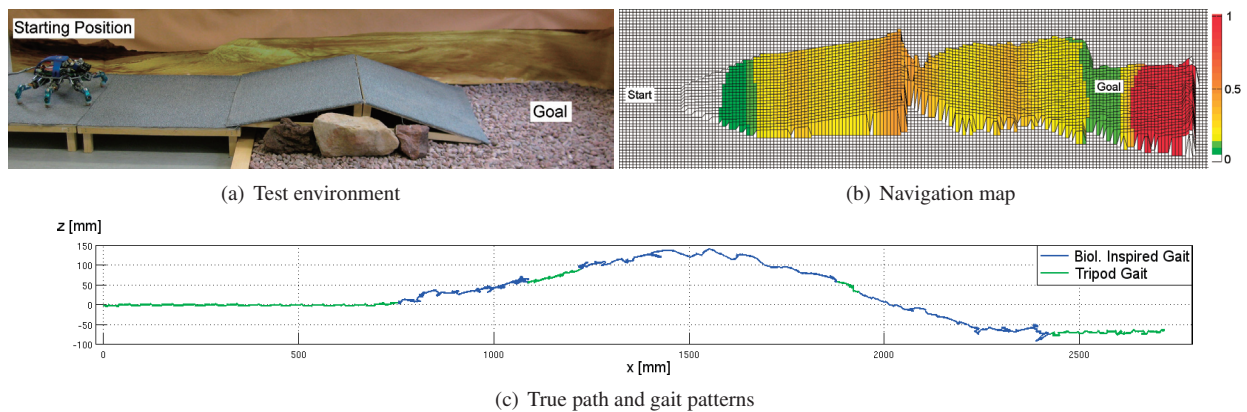 Starting Position
Goal
(a) Test environment
Start
Goal
1
0.5
0
(b) Navigation map
z [mm]
150
100
50
0
-50
-100
0
500
1000
1500
2000
2500
x [mm]
Biol. Inspired Gait
Tripod Gait
(c) True path and gait patterns